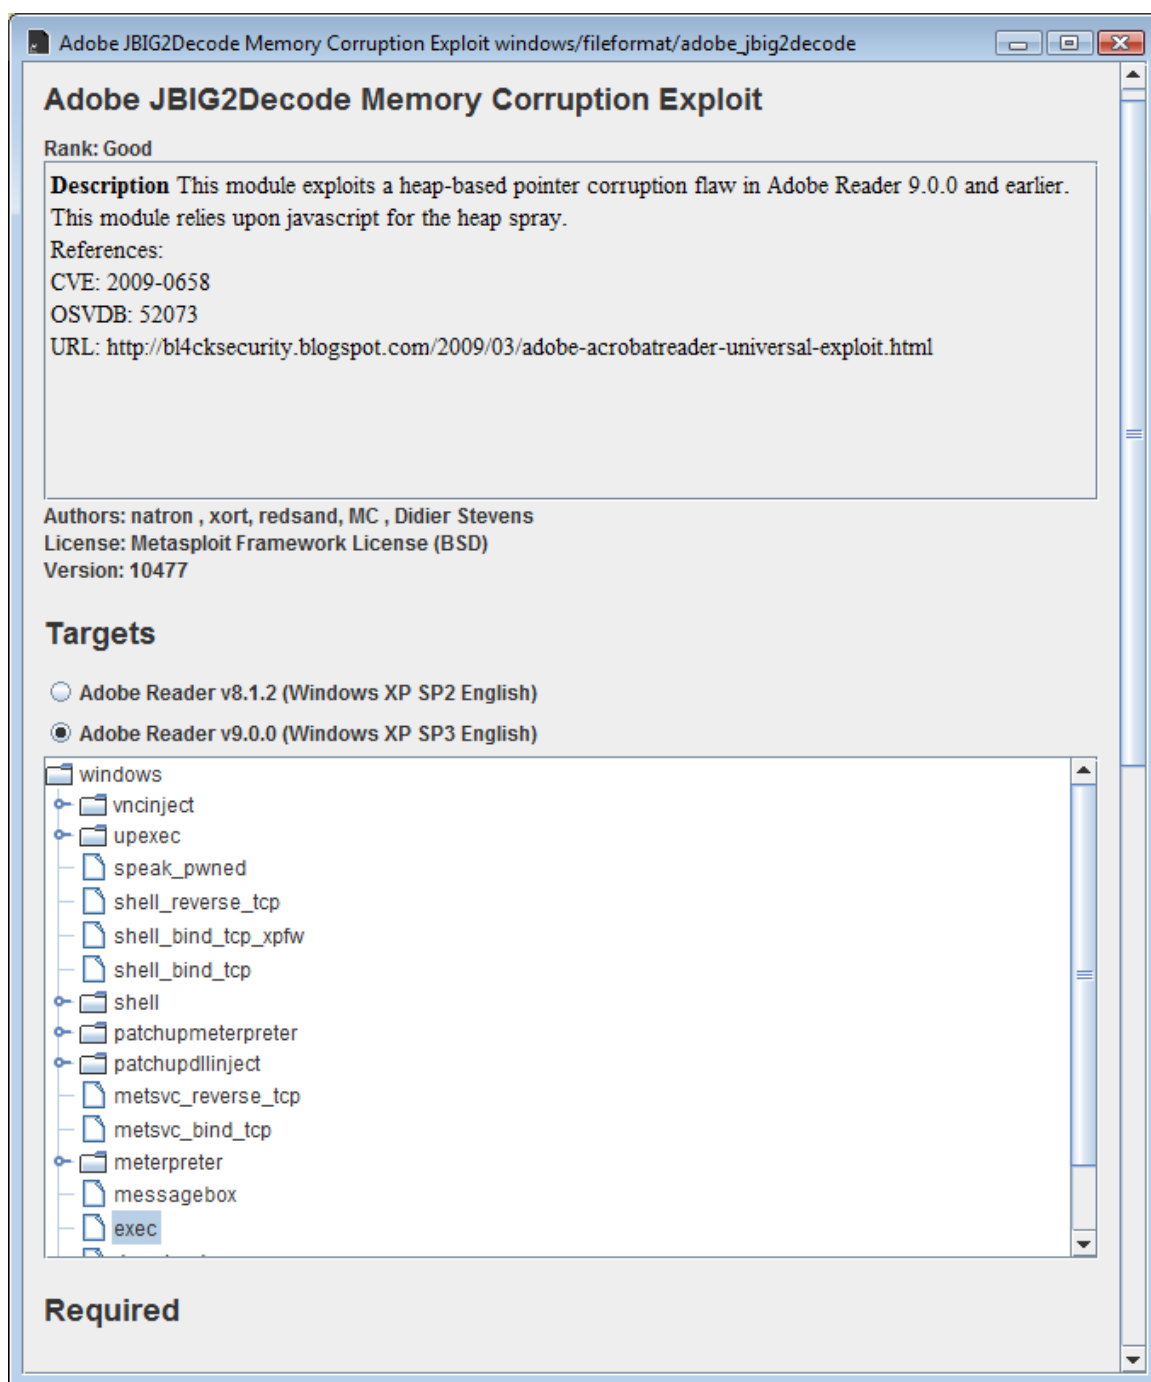 Adobe JBIG2Decode Memory Corruption Exploit windows/fileformat/adobe_jbig2decode
Adobe JBIG2Decode Memory Corruption Exploit
Rank: Good
Description This module exploits a heap-based pointer corruption flaw in Adobe Reader 9.0.0 and earlier.
This module relies upon javascript for the heap spray.
References:
CVE: 2009-0658
OSVDB: 52073
URL: http://bl4cksecurity.blogspot.com/2009/03/adobe-acrobatreader-universal-exploit.html
Authors: natron , xort, redsand, MC , Didier Stevens
License: Metasploit Framework License (BSD)
Version: 10477
Targets
Adobe Reader v8.1.2 (Windows XP SP2 English)
Adobe Reader v9.0.0 (Windows XP SP3 English)
windows
vncinject
upexec
speak_pwned
shell_reverse_tcp
shell_bind_tcp_xpfw
shell_bind_tcp
shell
patchupmeterpreter
patchupdllinject
metsvc_reverse_tcp
metsvc_bind_tcp
meterpreter
messagebox
exec
Required